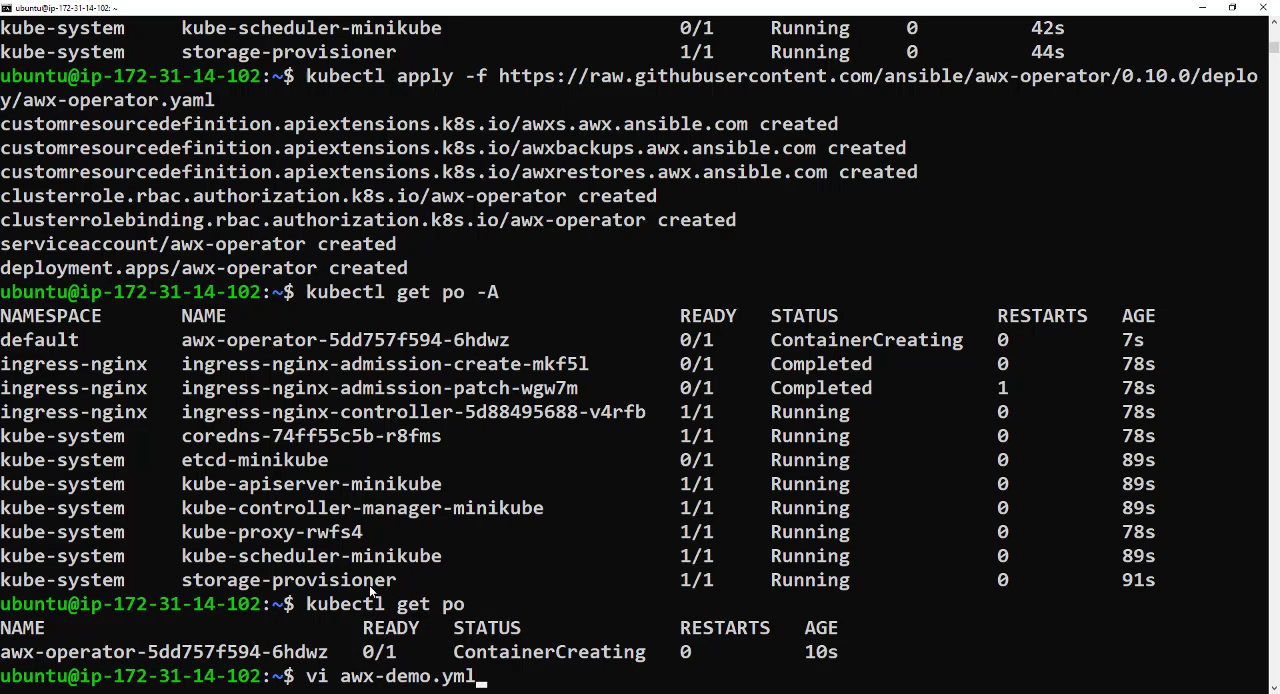 ubuntu@ip-172-31-14-102: ~
kube-system     kube-scheduler-minikube                     0/1     Running     0          42s
kube-system     storage-provisioner                         1/1     Running     0          44s
ubuntu@ip-172-31-14-102:~$ kubectl apply -f https://raw.githubusercontent.com/ansible/awx-operator/0.10.0/deplo
y/awx-operator.yaml
customresourcedefinition.apiextensions.k8s.io/awxs.awx.ansible.com created
customresourcedefinition.apiextensions.k8s.io/awxbackups.awx.ansible.com created
customresourcedefinition.apiextensions.k8s.io/awxrestores.awx.ansible.com created
clusterrole.rbac.authorization.k8s.io/awx-operator created
clusterrolebinding.rbac.authorization.k8s.io/awx-operator created
serviceaccount/awx-operator created
deployment.apps/awx-operator created
ubuntu@ip-172-31-14-102:~$ kubectl get po -A
NAMESPACE       NAME                                        READY   STATUS              RESTARTS   AGE
default         awx-operator-5dd757f594-6hdwz               0/1     ContainerCreating   0          7s
ingress-nginx   ingress-nginx-admission-create-mkf5l        0/1     Completed           0          78s
ingress-nginx   ingress-nginx-admission-patch-wgw7m         0/1     Completed           1          78s
ingress-nginx   ingress-nginx-controller-5d88495688-v4rfb   1/1     Running             0          78s
kube-system     coredns-74ff55c5b-r8fms                     1/1     Running             0          78s
kube-system     etcd-minikube                               0/1     Running             0          89s
kube-system     kube-apiserver-minikube                     1/1     Running             0          89s
kube-system     kube-controller-manager-minikube            1/1     Running             0          89s
kube-system     kube-proxy-rwfs4                            1/1     Running             0          78s
kube-system     kube-scheduler-minikube                     1/1     Running             0          89s
kube-system     storage-provisioner                         1/1     Running             0          91s
ubuntu@ip-172-31-14-102:~$ kubectl get po
NAME                            READY   STATUS              RESTARTS   AGE
awx-operator-5dd757f594-6hdwz   0/1     ContainerCreating   0          10s
ubuntu@ip-172-31-14-102:~$ vi awx-demo.yml